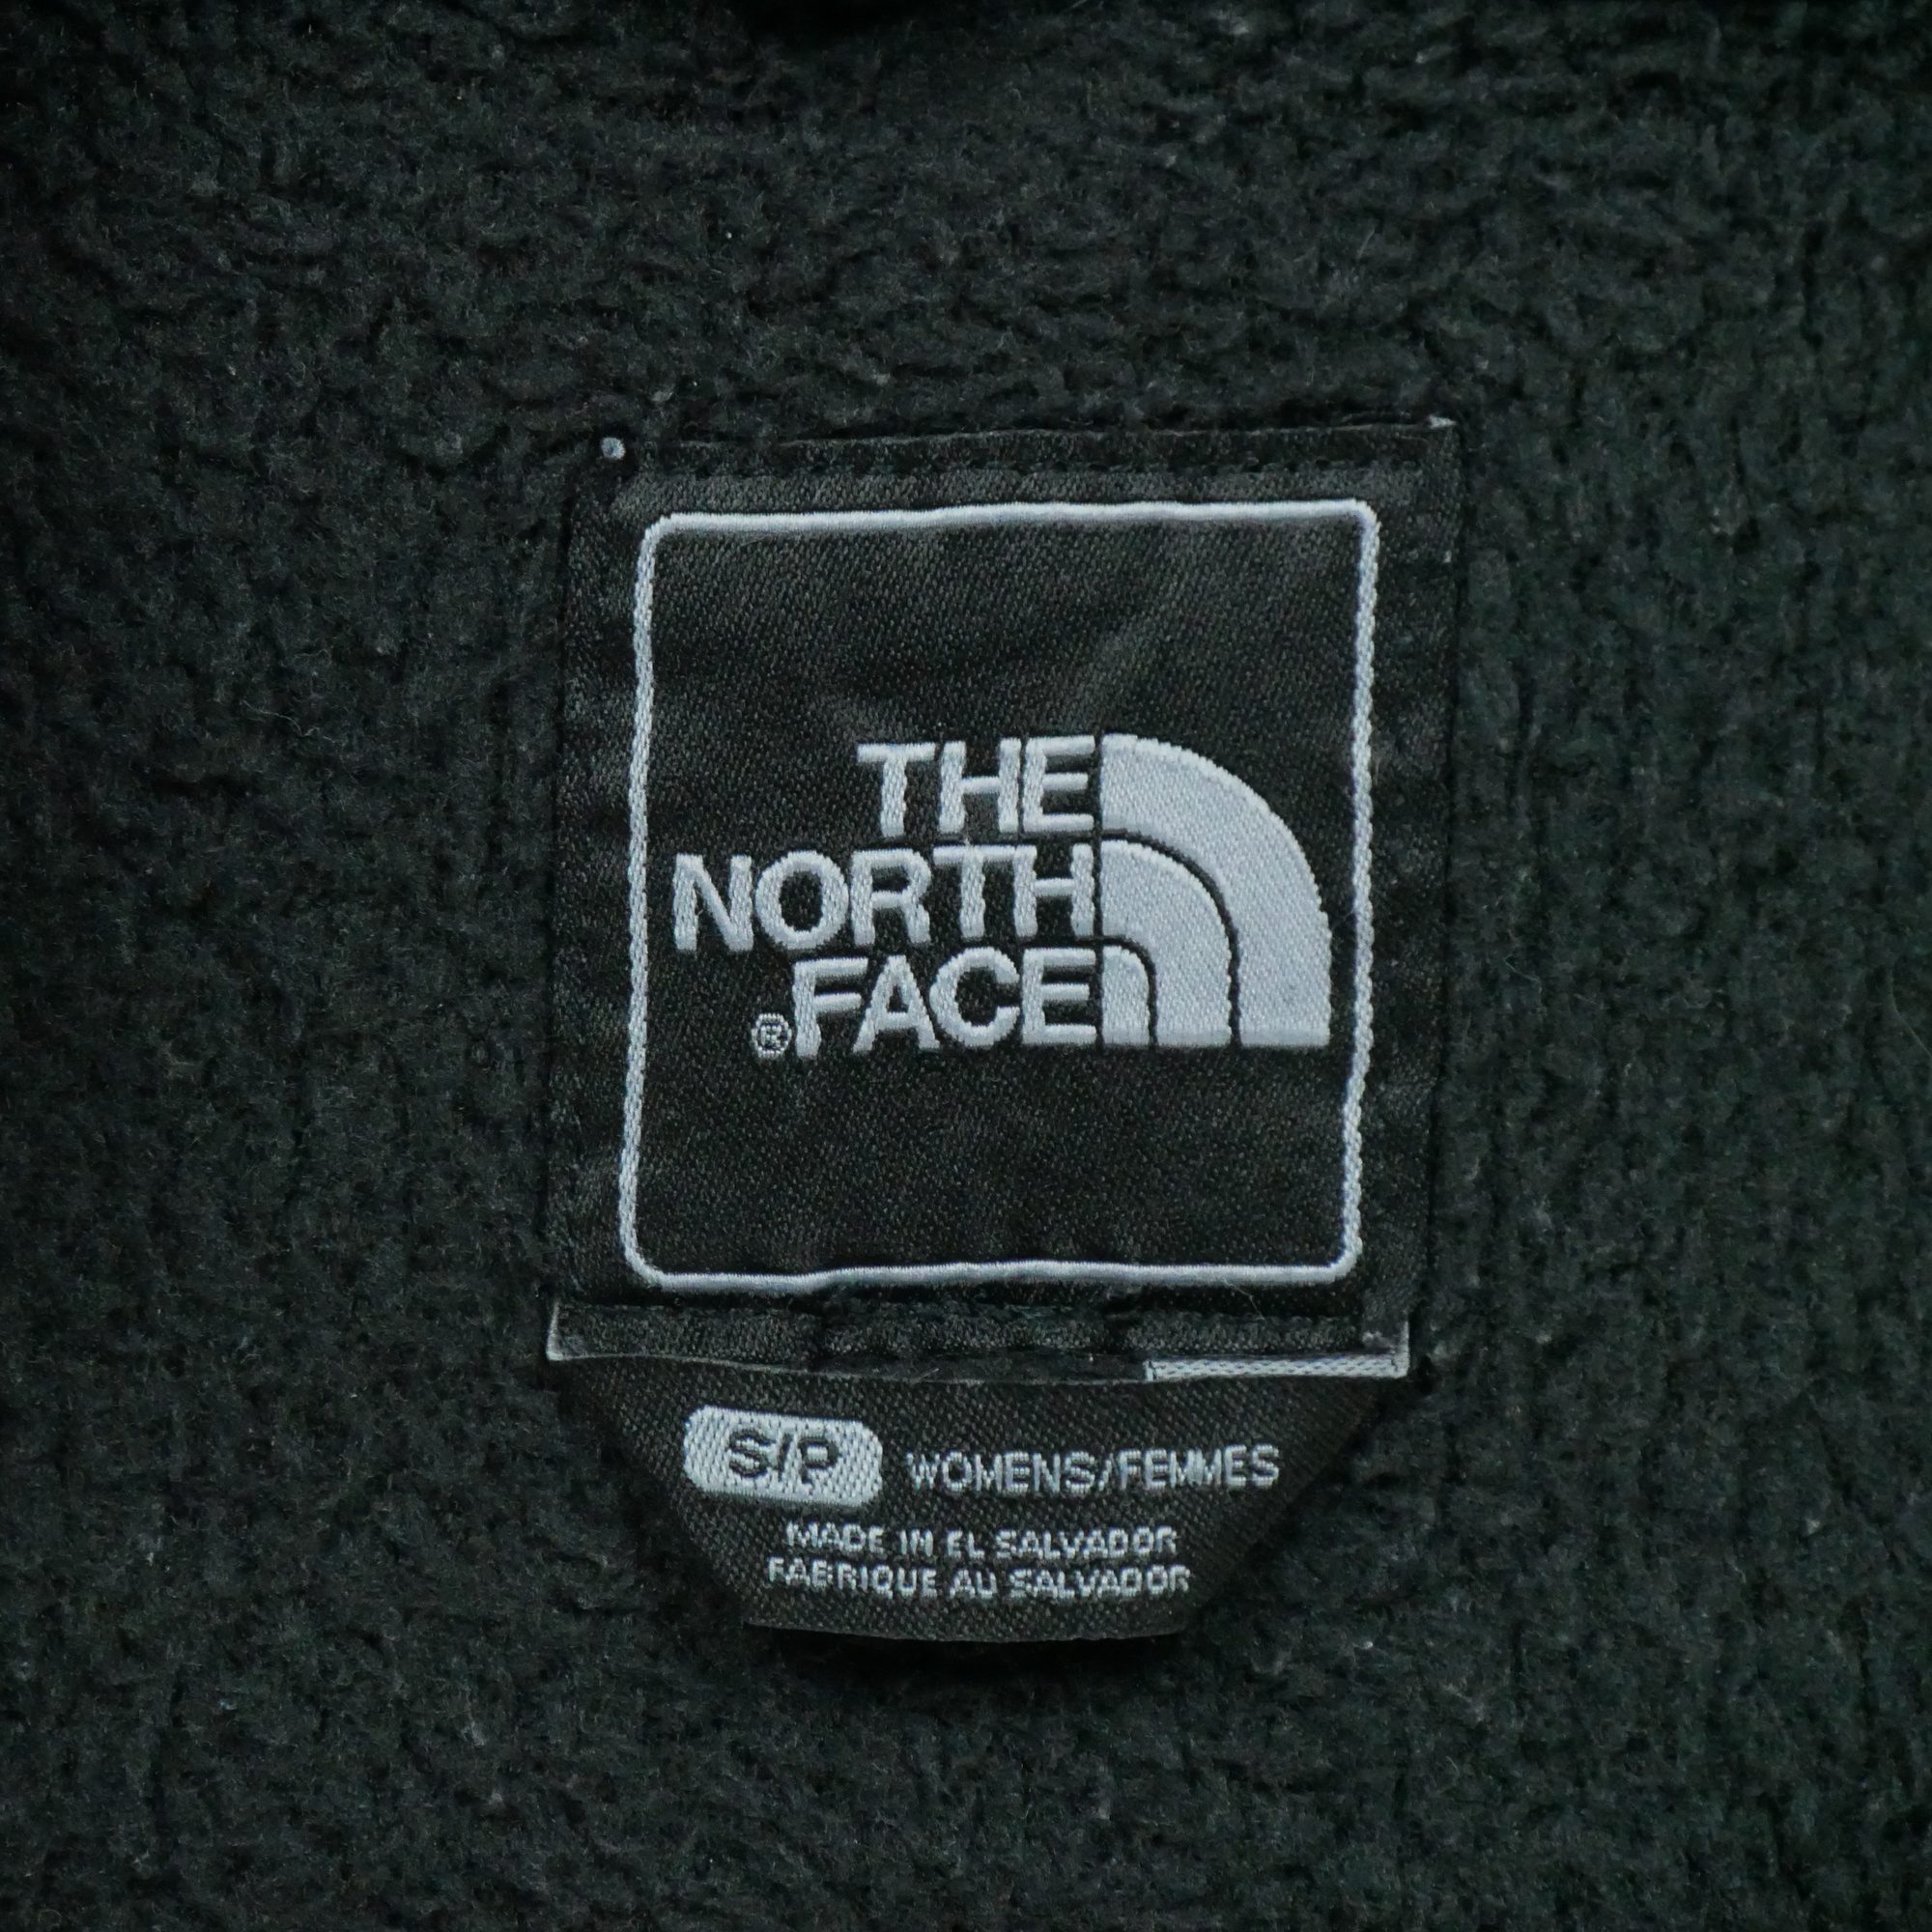 THE
NORTH
®FACE
S/P WOMENS/FEMMES
MADE IN EL SALVADOR
FABRIQUE AU SALVADOR